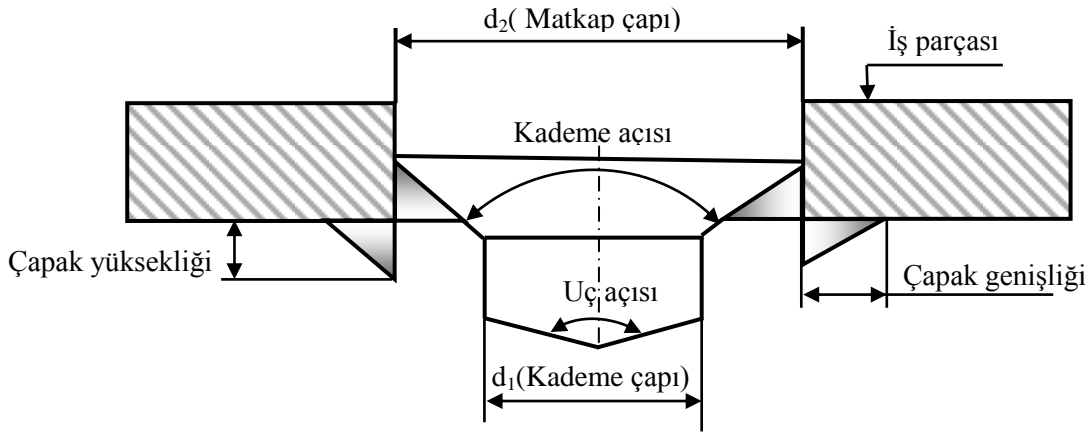 d₂( Matkap çapı)
İş parçası
Kademe açısı
Çapak yüksekliği
Uç açısı
Çapak genişliği
d₁(Kademe çapı)